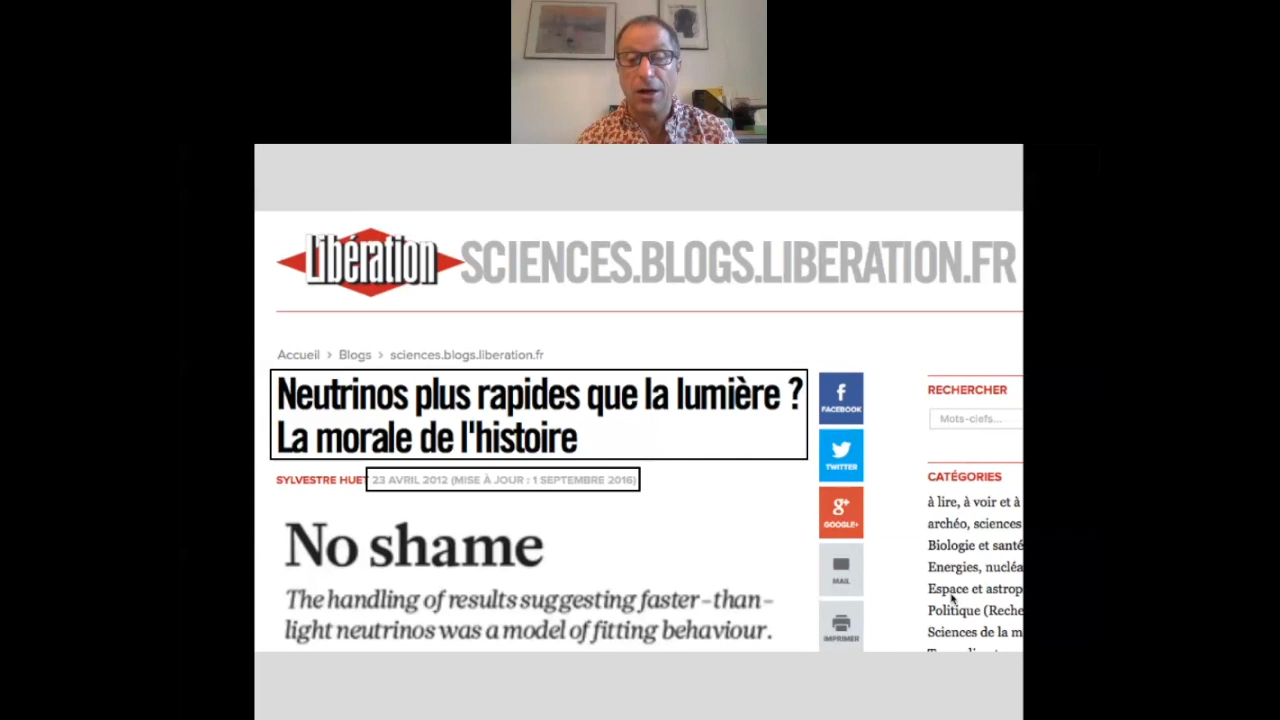 Libération SCIENCES.BLOGS.LIBERATION.FR
Accueil > Blogs > sciences.blogs.liberation.fr
Neutrinos plus rapides que la lumière ?
La morale de l'histoire
SYLVESTRE HUET 23 AVRIL 2012 (MISE À JOUR : 1 SEPTEMBRE 2016)
No shame
The handling of results suggesting faster-than-
light neutrinos was a model of fitting behaviour.
f
FACEBOOK
TWITTER
g+
GOOGLE+
MAIL
IMPRIMER
RECHERCHER
Mots-clefs...
CATÉGORIES
à lire, à voir et à
archéo, sciences
Biologie et santé
Energies, nucléa
Espace et astrop
Politique (Reche
Sciences de la m